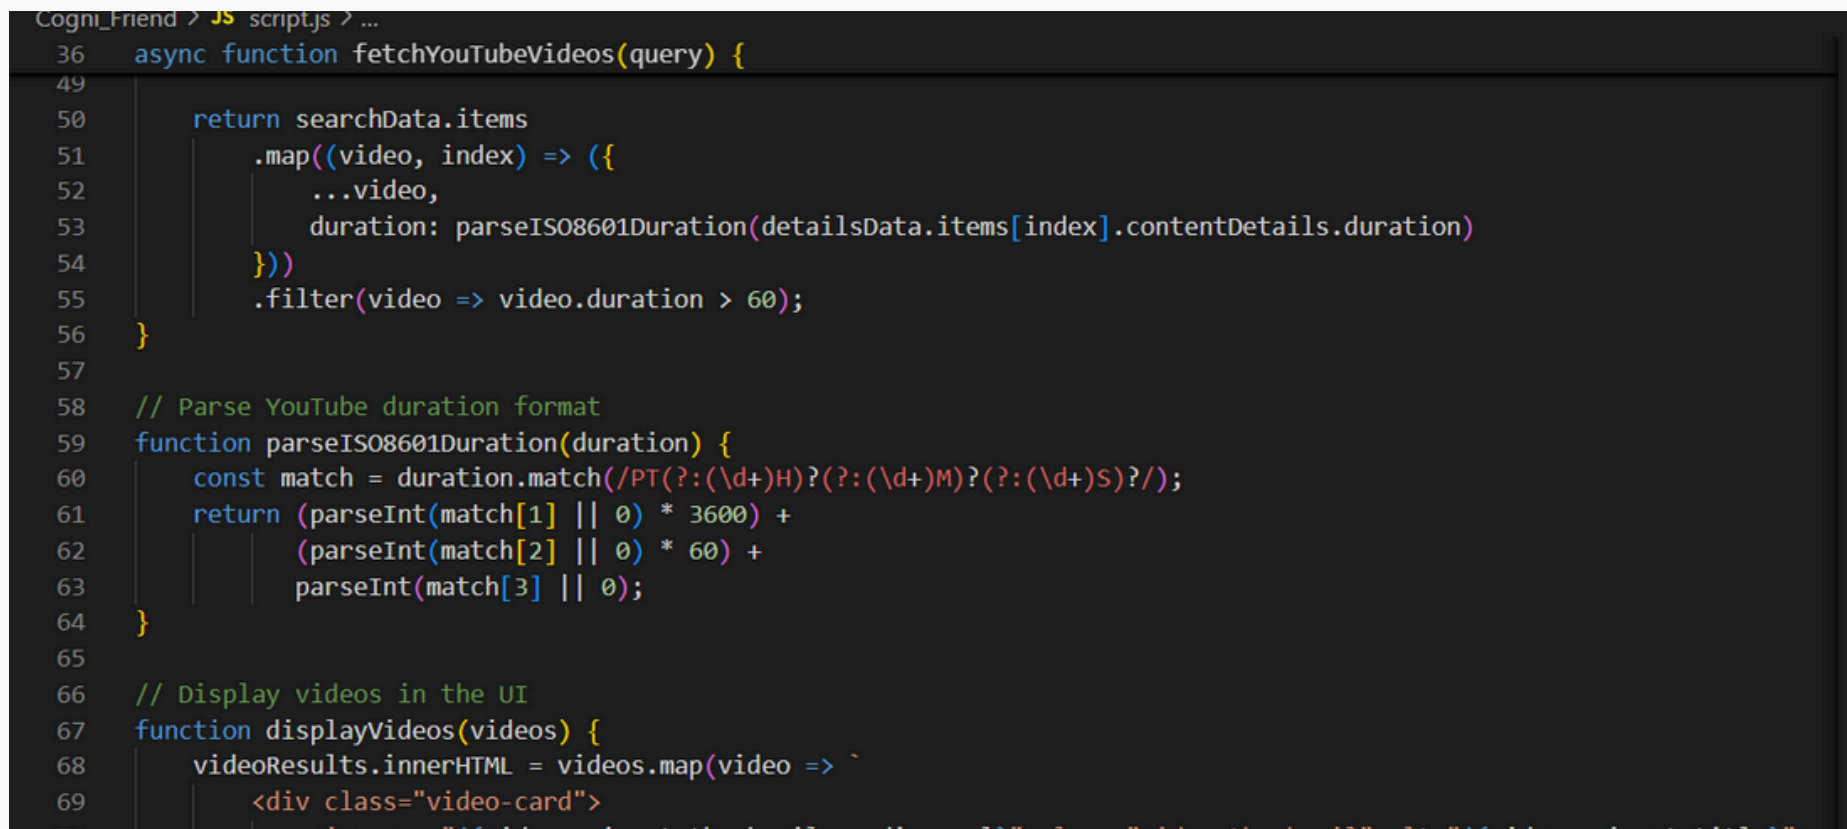 Cogni_Friend > JS script.js > ...
36 async function fetchYouTubeVideos(query) {
49
50 return searchData.items
51 .map((video, index) => ({
52 ...video,
53 duration: parseISO8601Duration(detailsData.items[index].contentDetails.duration)
54 }))
55 .filter(video => video.duration > 60);
56 }
57
58 // Parse YouTube duration format
59 function parseISO8601Duration(duration) {
60 const match = duration.match(/PT(?:(\d+)H)?(?:(\d+)M)?(?:(\d+)S)?/);
61 return (parseInt(match[1] || 0) * 3600) +
62 (parseInt(match[2] || 0) * 60) +
63 parseInt(match[3] || 0);
64 }
65
66 // Display videos in the UI
67 function displayVideos(videos) {
68 videoResults.innerHTML = videos.map(video => `
69 <div class="video-card">